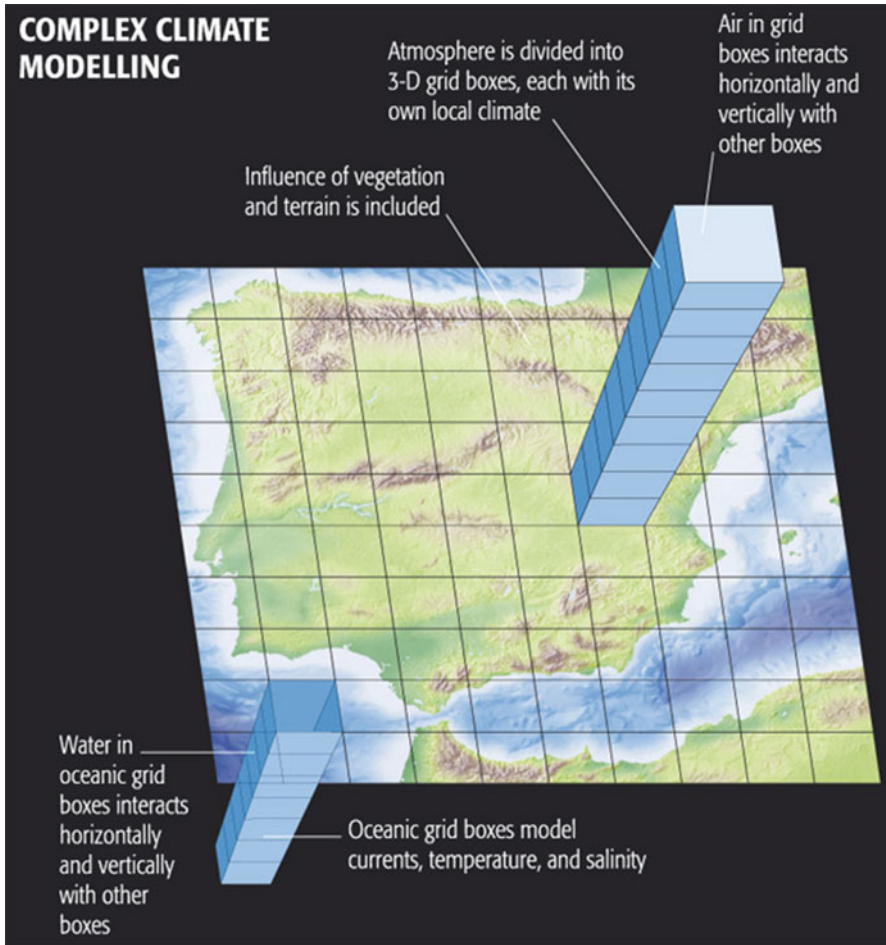 COMPLEX CLIMATE
MODELLING
Atmosphere is divided into
3-D grid boxes, each with its
own local climate
Air in grid
boxes interacts
horizontally and
vertically with
other boxes
Influence of vegetation
and terrain is included
Water in
oceanic grid
boxes interacts
horizontally
and vertically
with other
boxes
Oceanic grid boxes model
currents, temperature, and salinity